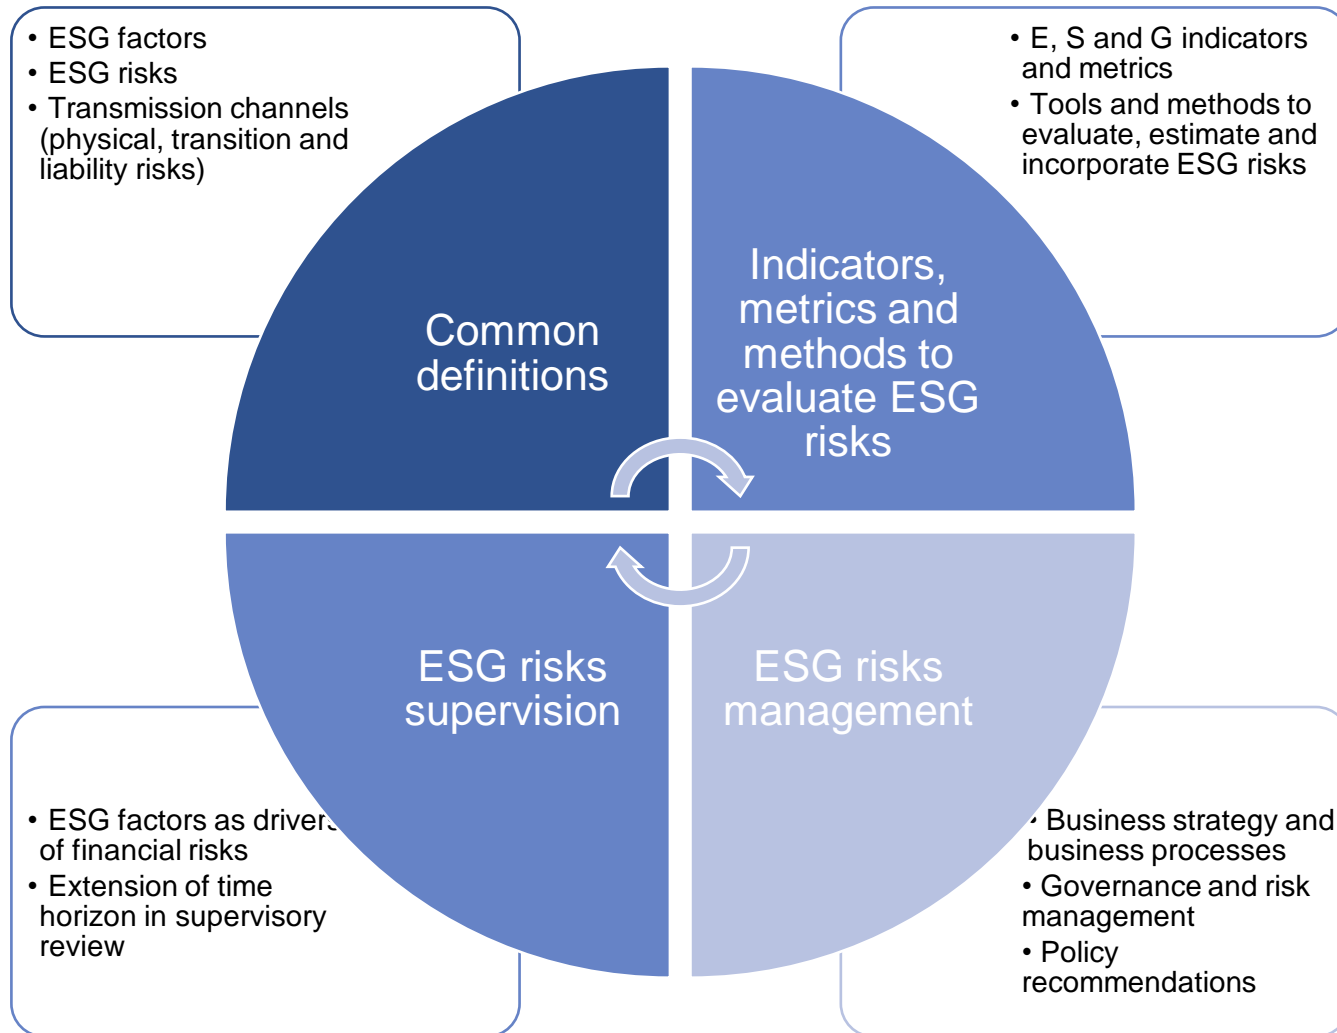 • ESG factors
• ESG risks
• Transmission channels
(physical, transition and
liability risks)
• E, S and G indicators
and metrics
• Tools and methods to
evaluate, estimate and
incorporate ESG risks
Common
definitions
Indicators,
metrics and
methods to
evaluate ESG
risks
ESG risks
supervision
ESG risks
management
• ESG factors as drivers
of financial risks
• Extension of time
horizon in supervisory
review
• Business strategy and
business processes
• Governance and risk
management
• Policy
recommendations